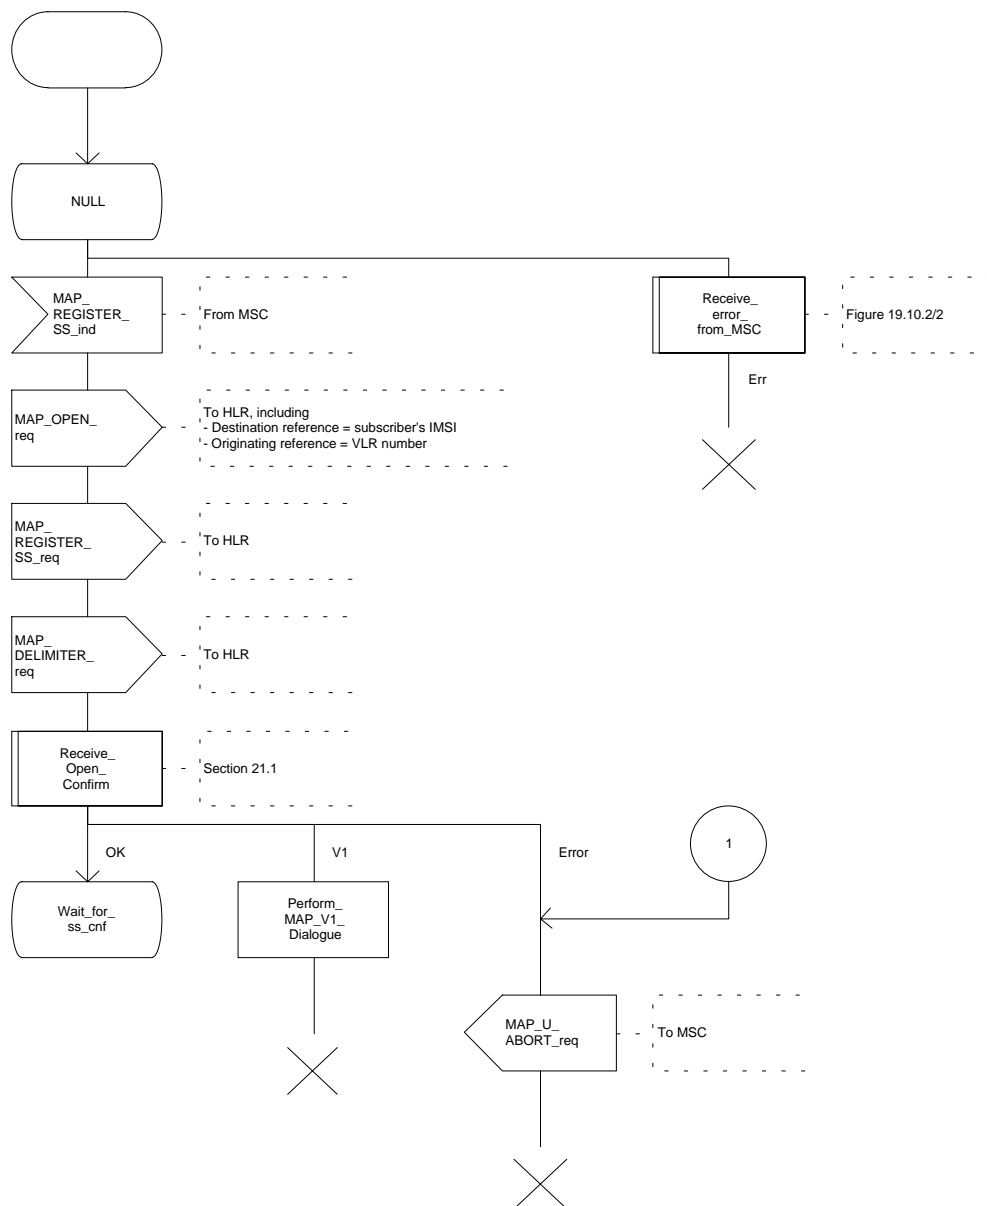 NULL
MAP_
REGISTER_
SS_ind
From MSC
Receive_
error_
from_MSC
Figure 19.10.2/2
Err
MAP_OPEN_
req
To HLR, including
- Destination reference = subscriber's IMSI
- Originating reference = VLR number
MAP_
REGISTER_
SS_req
To HLR
MAP_
DELIMITER_
req
To HLR
Receive_
Open_
Confirm
Section 21.1
OK
V1
Error
1
Wait_for_
ss_cnf
Perform_
MAP_V1_
Dialogue
MAP_U_
ABORT_req
To MSC